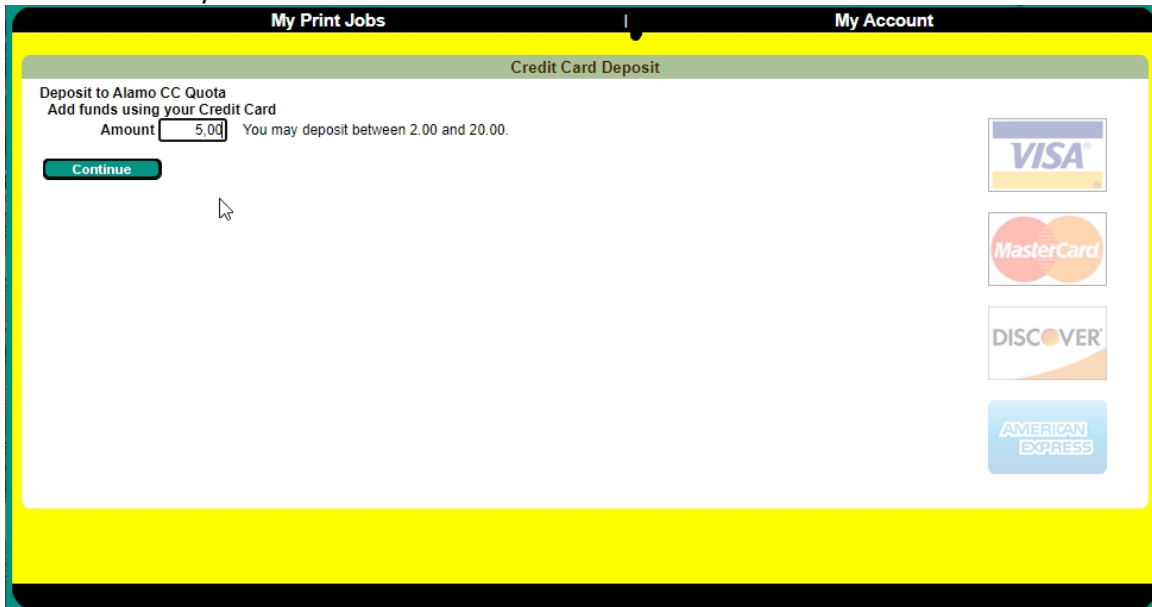 My Print Jobs | My Account
Credit Card Deposit
Deposit to Alamo CC Quota
Add funds using your Credit Card
Amount 5,00 You may deposit between 2.00 and 20.00.
Continue
VISA®
MasterCard
DISCOVER
AMERICAN
EXPRESS